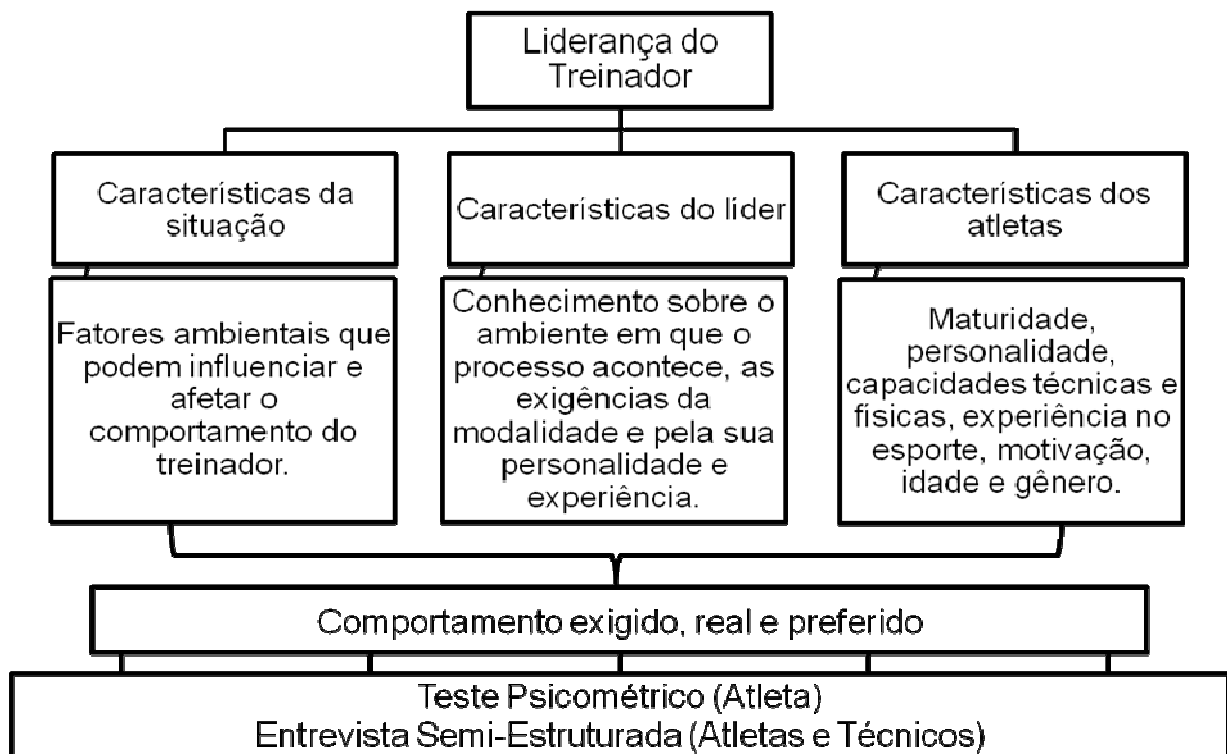 Liderança do
Treinador
Características da
situação
Características do lider
Características dos
atletas
Fatores ambientais que
podem influenciar e
afetar o
comportamento do
treinador.
Conhecimento sobre o
ambiente em que o
processo acontece, as
exigências da
modalidade e pela sua
personalidade e
experiência.
Maturidade,
personalidade,
capacidades técnicas e
físicas, experiência no
esporte, motivação,
idade e gênero.
Comportamento exigido, real e preferido
Teste Psicométrico (Atleta)
Entrevista Semi-Estruturada (Atletas e Técnicos)